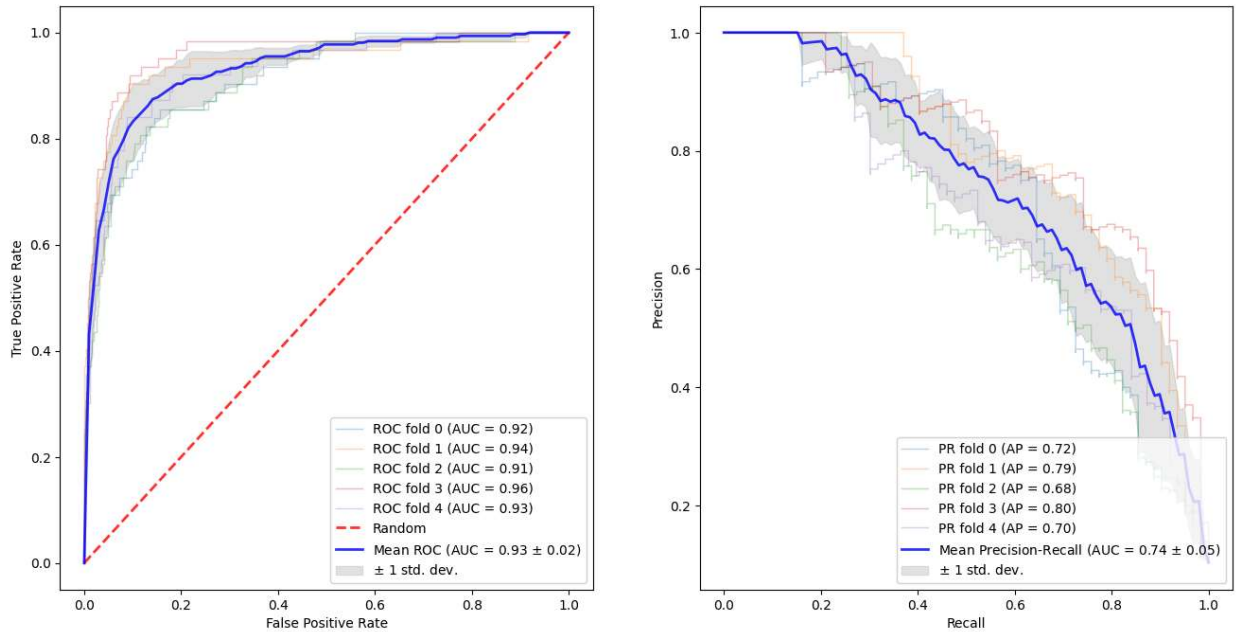 1.0
0.8
0.6
0.4
0.2
0.0
True Positive Rate
0.0
0.2
0.4
0.6
0.8
1.0
False Positive Rate
ROC fold 0 (AUC = 0.92)
ROC fold 1 (AUC = 0.94)
ROC fold 2 (AUC = 0.91)
ROC fold 3 (AUC = 0.96)
ROC fold 4 (AUC = 0.93)
Random
Mean ROC (AUC = 0.93 ± 0.02)
± 1 std. dev.
1.0
0.8
0.6
0.4
0.2
Precision
0.0
0.2
0.4
0.6
0.8
1.0
Recall
PR fold 0 (AP = 0.72)
PR fold 1 (AP = 0.79)
PR fold 2 (AP = 0.68)
PR fold 3 (AP = 0.80)
PR fold 4 (AP = 0.70)
Mean Precision-Recall (AUC = 0.74 ± 0.05)
± 1 std. dev.